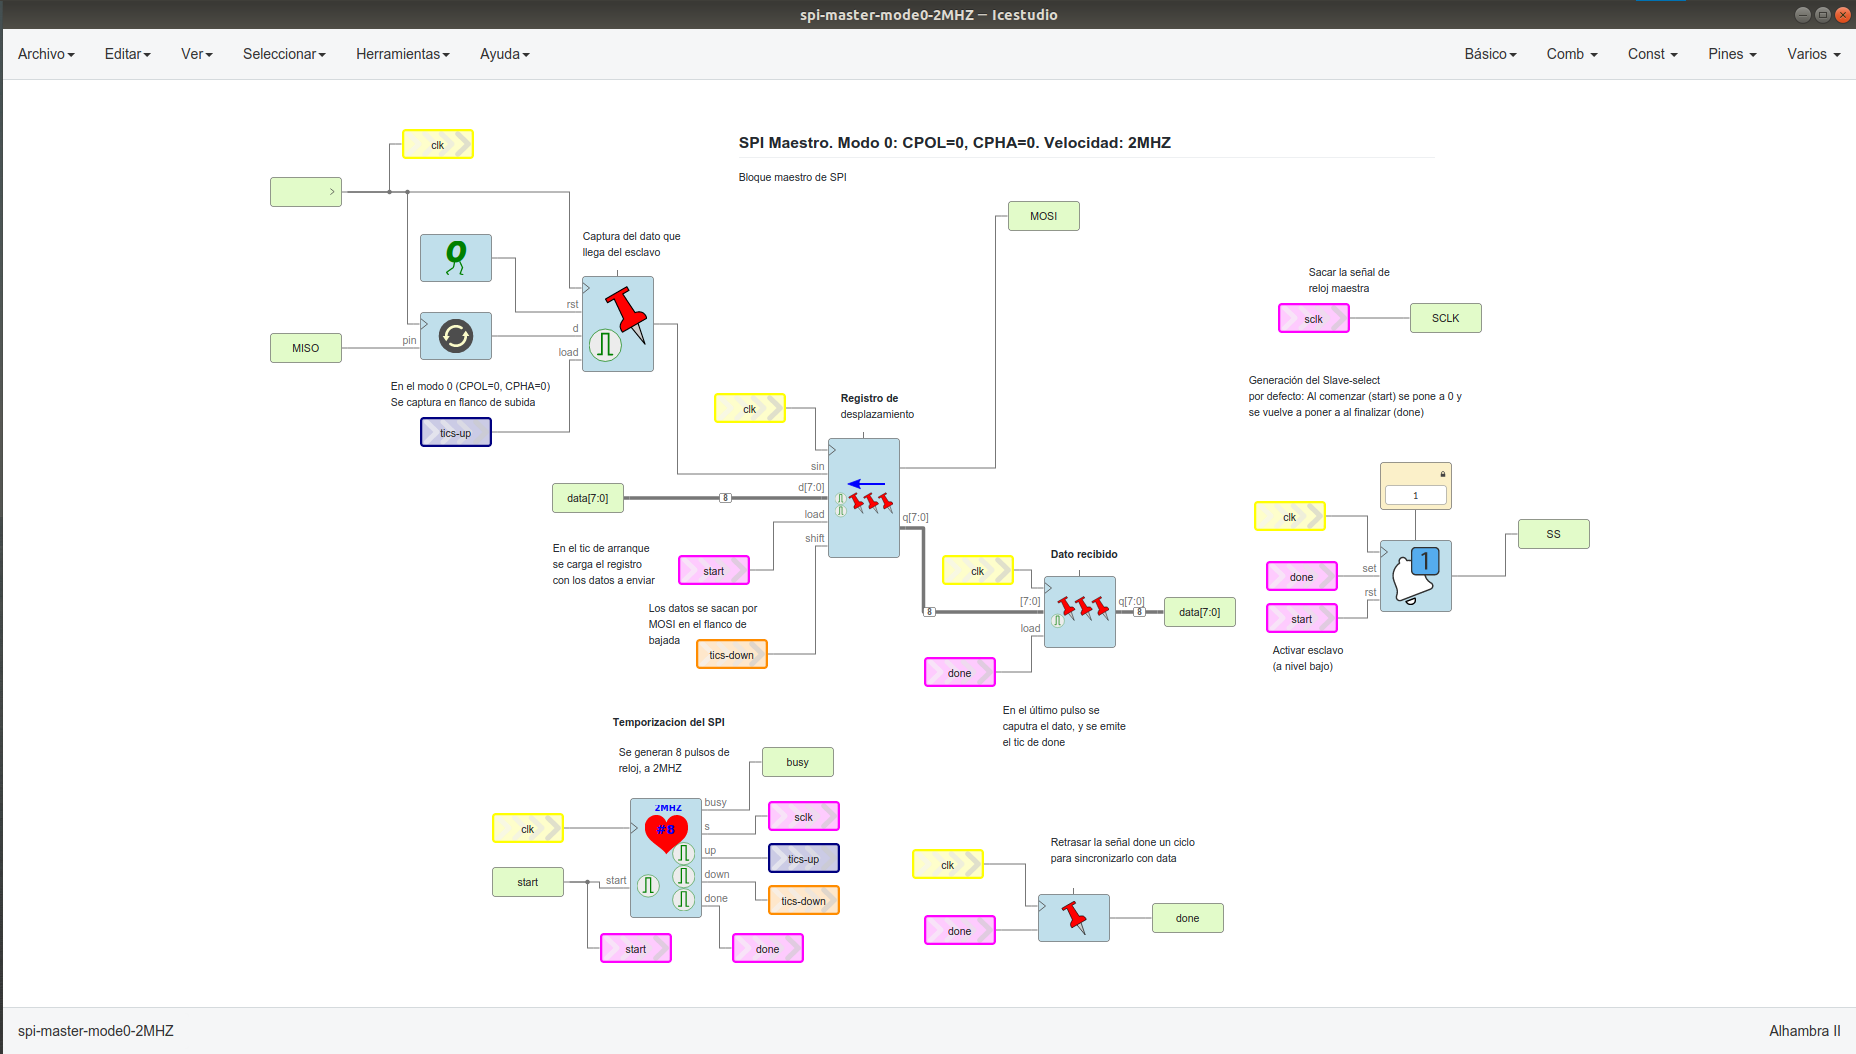 spi-master-mode0-2MHZ – Icestudio
Archivo Editar Ver Seleccionar Herramientas Ayuda Básico Comb Const Pines Varios
SPI Maestro. Modo 0: CPOL=0, CPHA=0. Velocidad: 2MHZ
Bloque maestro de SPI
clk
Captura del dato que
llega del esclavo
0
rst
d
load
MISO
pin
En el modo 0 (CPOL=0, CPHA=0)
Se captura en flanco de subida
tics-up
MOSI
Sacar la señal de
reloj maestra
sclk
SCLK
Generación del Slave-select
por defecto: Al comenzar (start) se pone a 0 y
se vuelve a poner a al finalizar (done)
clk
Registro de
desplazamiento
sin
d[7:0]
load
shift
q[7:0]
data[7:0]
8
En el tic de arranque
se carga el registro
con los datos a enviar
start
Los datos se sacan por
MOSI en el flanco de
bajada
tics-down
clk
Dato recibido
8
[7:0]
load
q[7:0]
8
data[7:0]
done
En el último pulso se
caputra el dato, y se emite
el tic de done
1
clk
done
start
set
rst
1
SS
Activar esclavo
(a nivel bajo)
Temporizacion del SPI
Se generan 8 pulsos de
reloj, a 2MHZ
busy
clk
start
start
2MHZ
#8
busy
s
up
down
done
sclk
tics-up
tics-down
start
done
Retrasar la señal done un ciclo
para sincronizarlo con data
clk
done
done
spi-master-mode0-2MHZ
Alhambra II